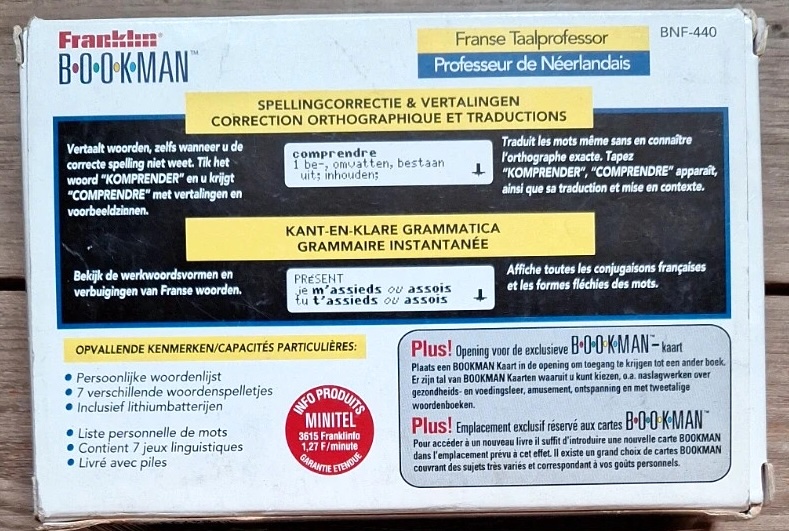 Franklin®
BOOKMAN™
Franse Taalprofessor
Professeur de Néerlandais
BNF-440
SPELLINGCORRECTIE & VERTALINGEN
CORRECTION ORTHOGRAPHIQUE ET TRADUCTIONS
Vertaalt woorden, zelfs wanneer u de
correcte spelling niet weet. Tik het
woord "KOMPRENDER" en u krijgt
"COMPRENDRE" met vertalingen en
voorbeeldzinnen.
comprendre
1 be-, omvatten, bestaan
uit; inhouden;
Traduit les mots même sans en connaître
l'orthographe exacte. Tapez
"KOMPRENDER", "COMPRENDRE" apparaît,
ainsi que sa traduction et mise en contexte.
KANT-EN-KLARE GRAMMATICA
GRAMMAIRE INSTANTANÉE
Bekijk de werkwoordsvormen en
verbuigingen van Franse woorden.
PRÉSENT
je m'assieds ou assois
tu t'assieds ou assois
Affiche toutes les conjugaisons françaises
et les formes fléchies des mots.
OPVALLENDE KENMERKEN/CAPACITÉS PARTICULIÈRES:
• Persoonlijke woordenlijst
• 7 verschillende woordenspelletjes
• Inclusief lithiumbatterijen
• Liste personnelle de mots
• Contient 7 jeux linguistiques
• Livré avec piles
INFO PRODUITS
MINITEL
3615 Franklinfo
1,27 F/minute
GARANTIE ETENDUE
Plus! Opening voor de exclusieve BOOKMAN™- kaart
Plaats een BOOKMAN Kaart in de opening om toegang te krijgen tot een ander boek.
Er zijn tal van BOOKMAN Kaarten waaruit u kunt kiezen, o.a. naslagwerken over
gezondheids- en voedingsleer, amusement, ontspanning en met tweetalige
woordenboeken.
Plus! Emplacement exclusif réservé aux cartes BOOKMAN™
Pour accéder à un nouveau livre il suffit d'introduire une nouvelle carte BOOKMAN
dans l'emplacement prévu à cet effet. Il existe un grand choix de cartes BOOKMAN
couvrant des sujets très variés et correspondant à vos goûts personnels.